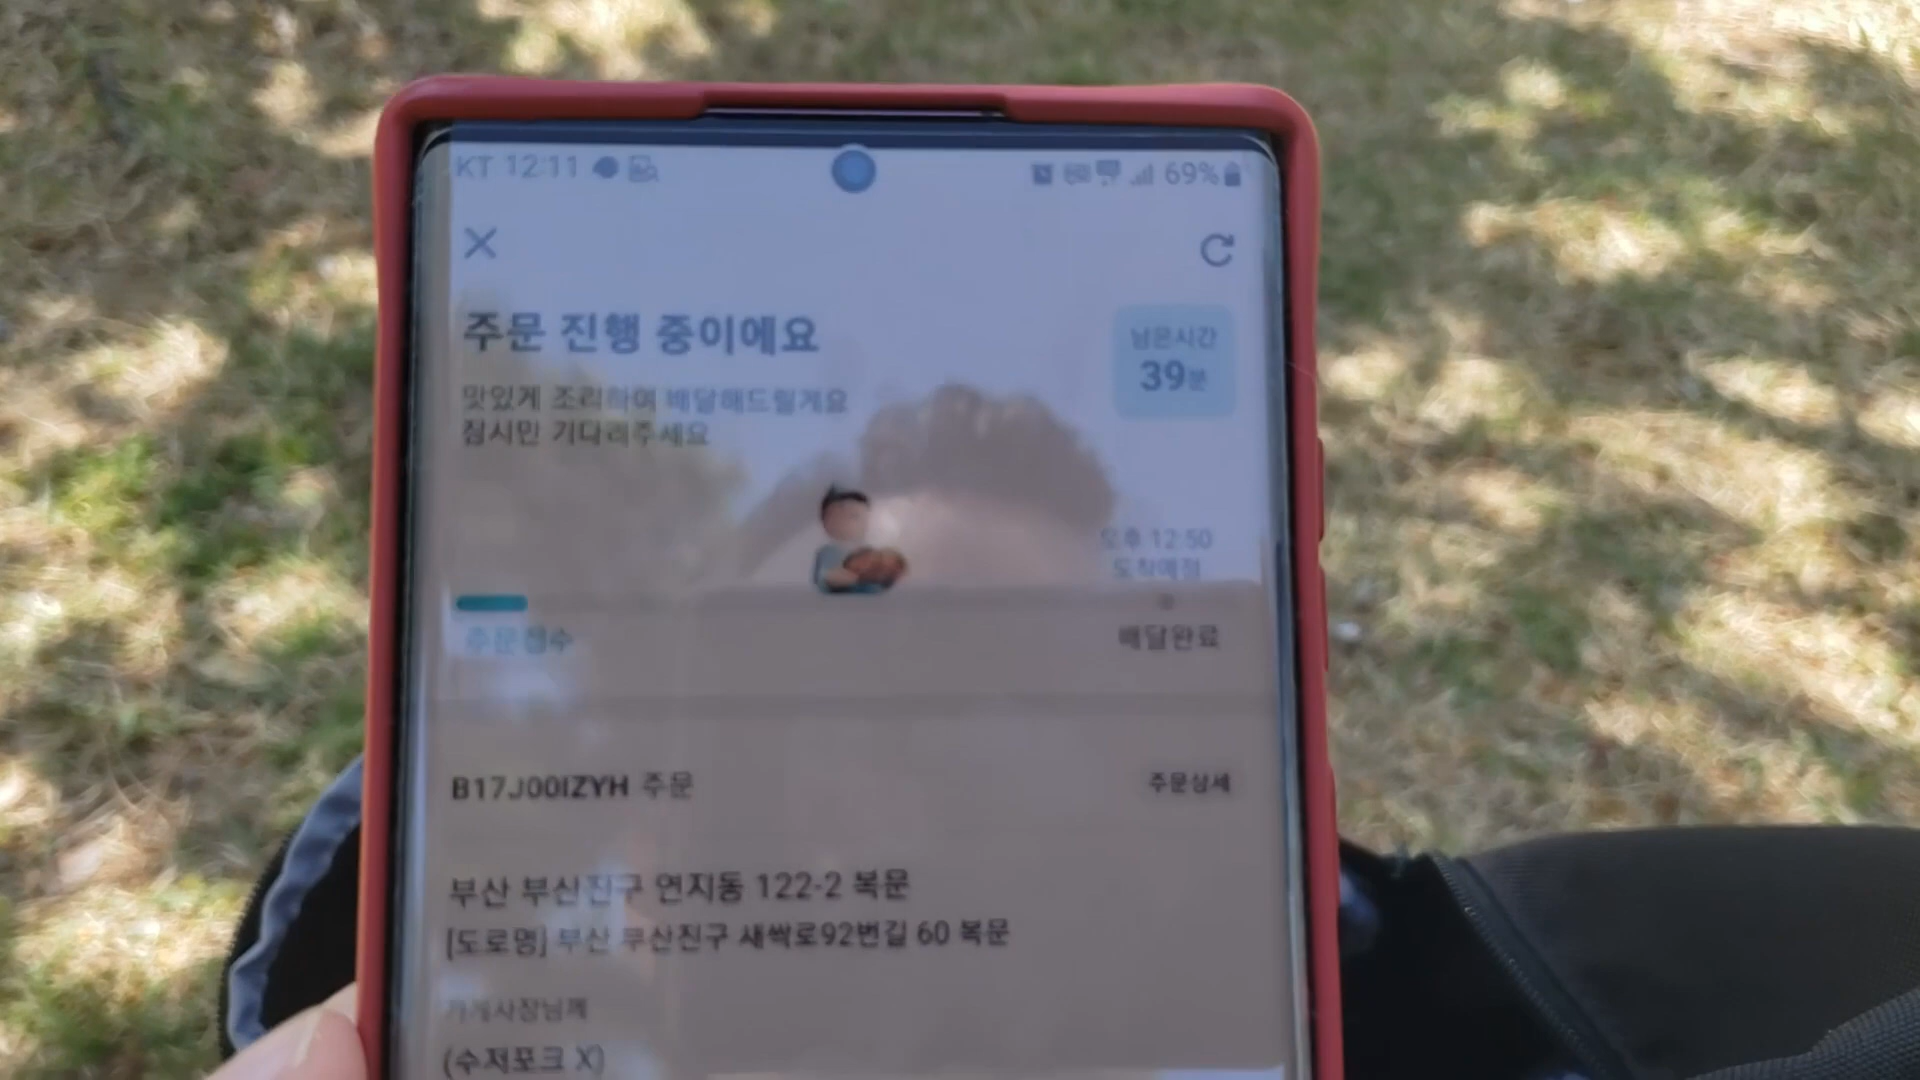 KT 12:11
69%
주문 진행 중이에요
남은시간
39분
맛있게 조리하여 배달해드릴게요
잠시만 기다려주세요
오후 12:50
도착예정
주문접수
배달완료
B17J00IZYH 주문
주문상세
부산 부산진구 연지동 122-2 북문
[도로명] 부산 부산진구 새싹로92번길 60 북문
가게사장님께
(수저포크 X)